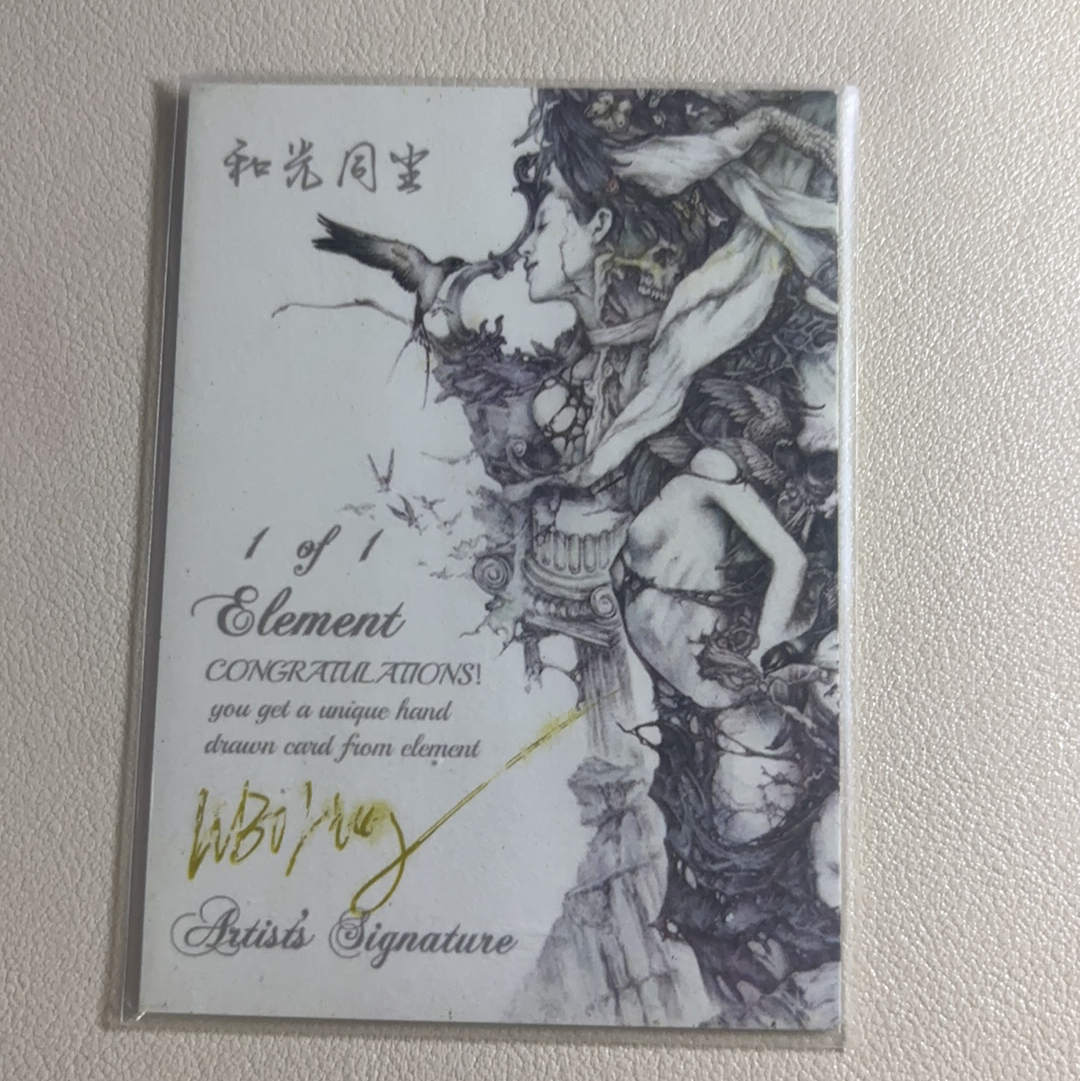 和光同尘
1 of 1
Element
CONGRATULATIONS!
you get a unique hand
drawn card from element
Artist's Signature